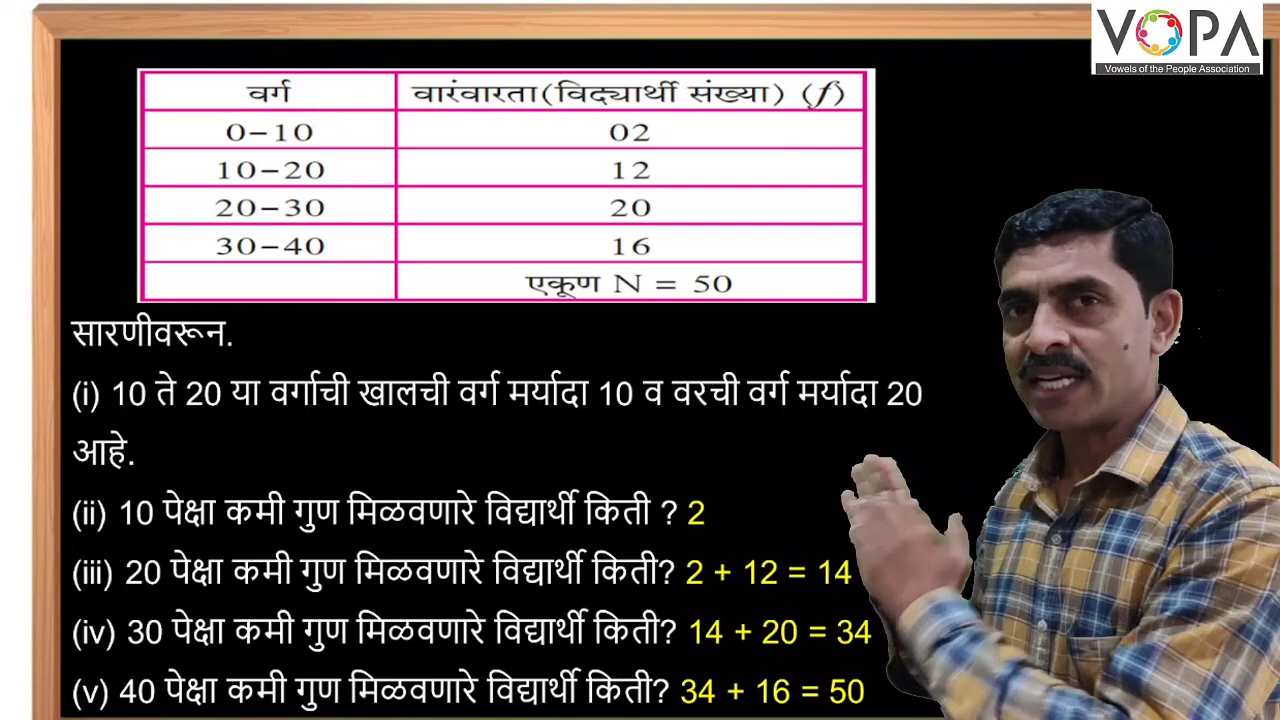 VOPA
Vowels of the People Association
वर्ग वारंवारता(विद्यार्थी संख्या) (f)
0–10 02
10–20 12
20–30 20
30–40 16
एकूण N = 50
सारणीवरून.
(i) 10 ते 20 या वर्गाची खालची वर्ग मर्यादा 10 व वरची वर्ग मर्यादा 20
आहे.
(ii) 10 पेक्षा कमी गुण मिळवणारे विद्यार्थी किती ? 2
(iii) 20 पेक्षा कमी गुण मिळवणारे विद्यार्थी किती? 2 + 12 = 14
(iv) 30 पेक्षा कमी गुण मिळवणारे विद्यार्थी किती? 14 + 20 = 34
(v) 40 पेक्षा कमी गुण मिळवणारे विद्यार्थी किती? 34 + 16 = 50